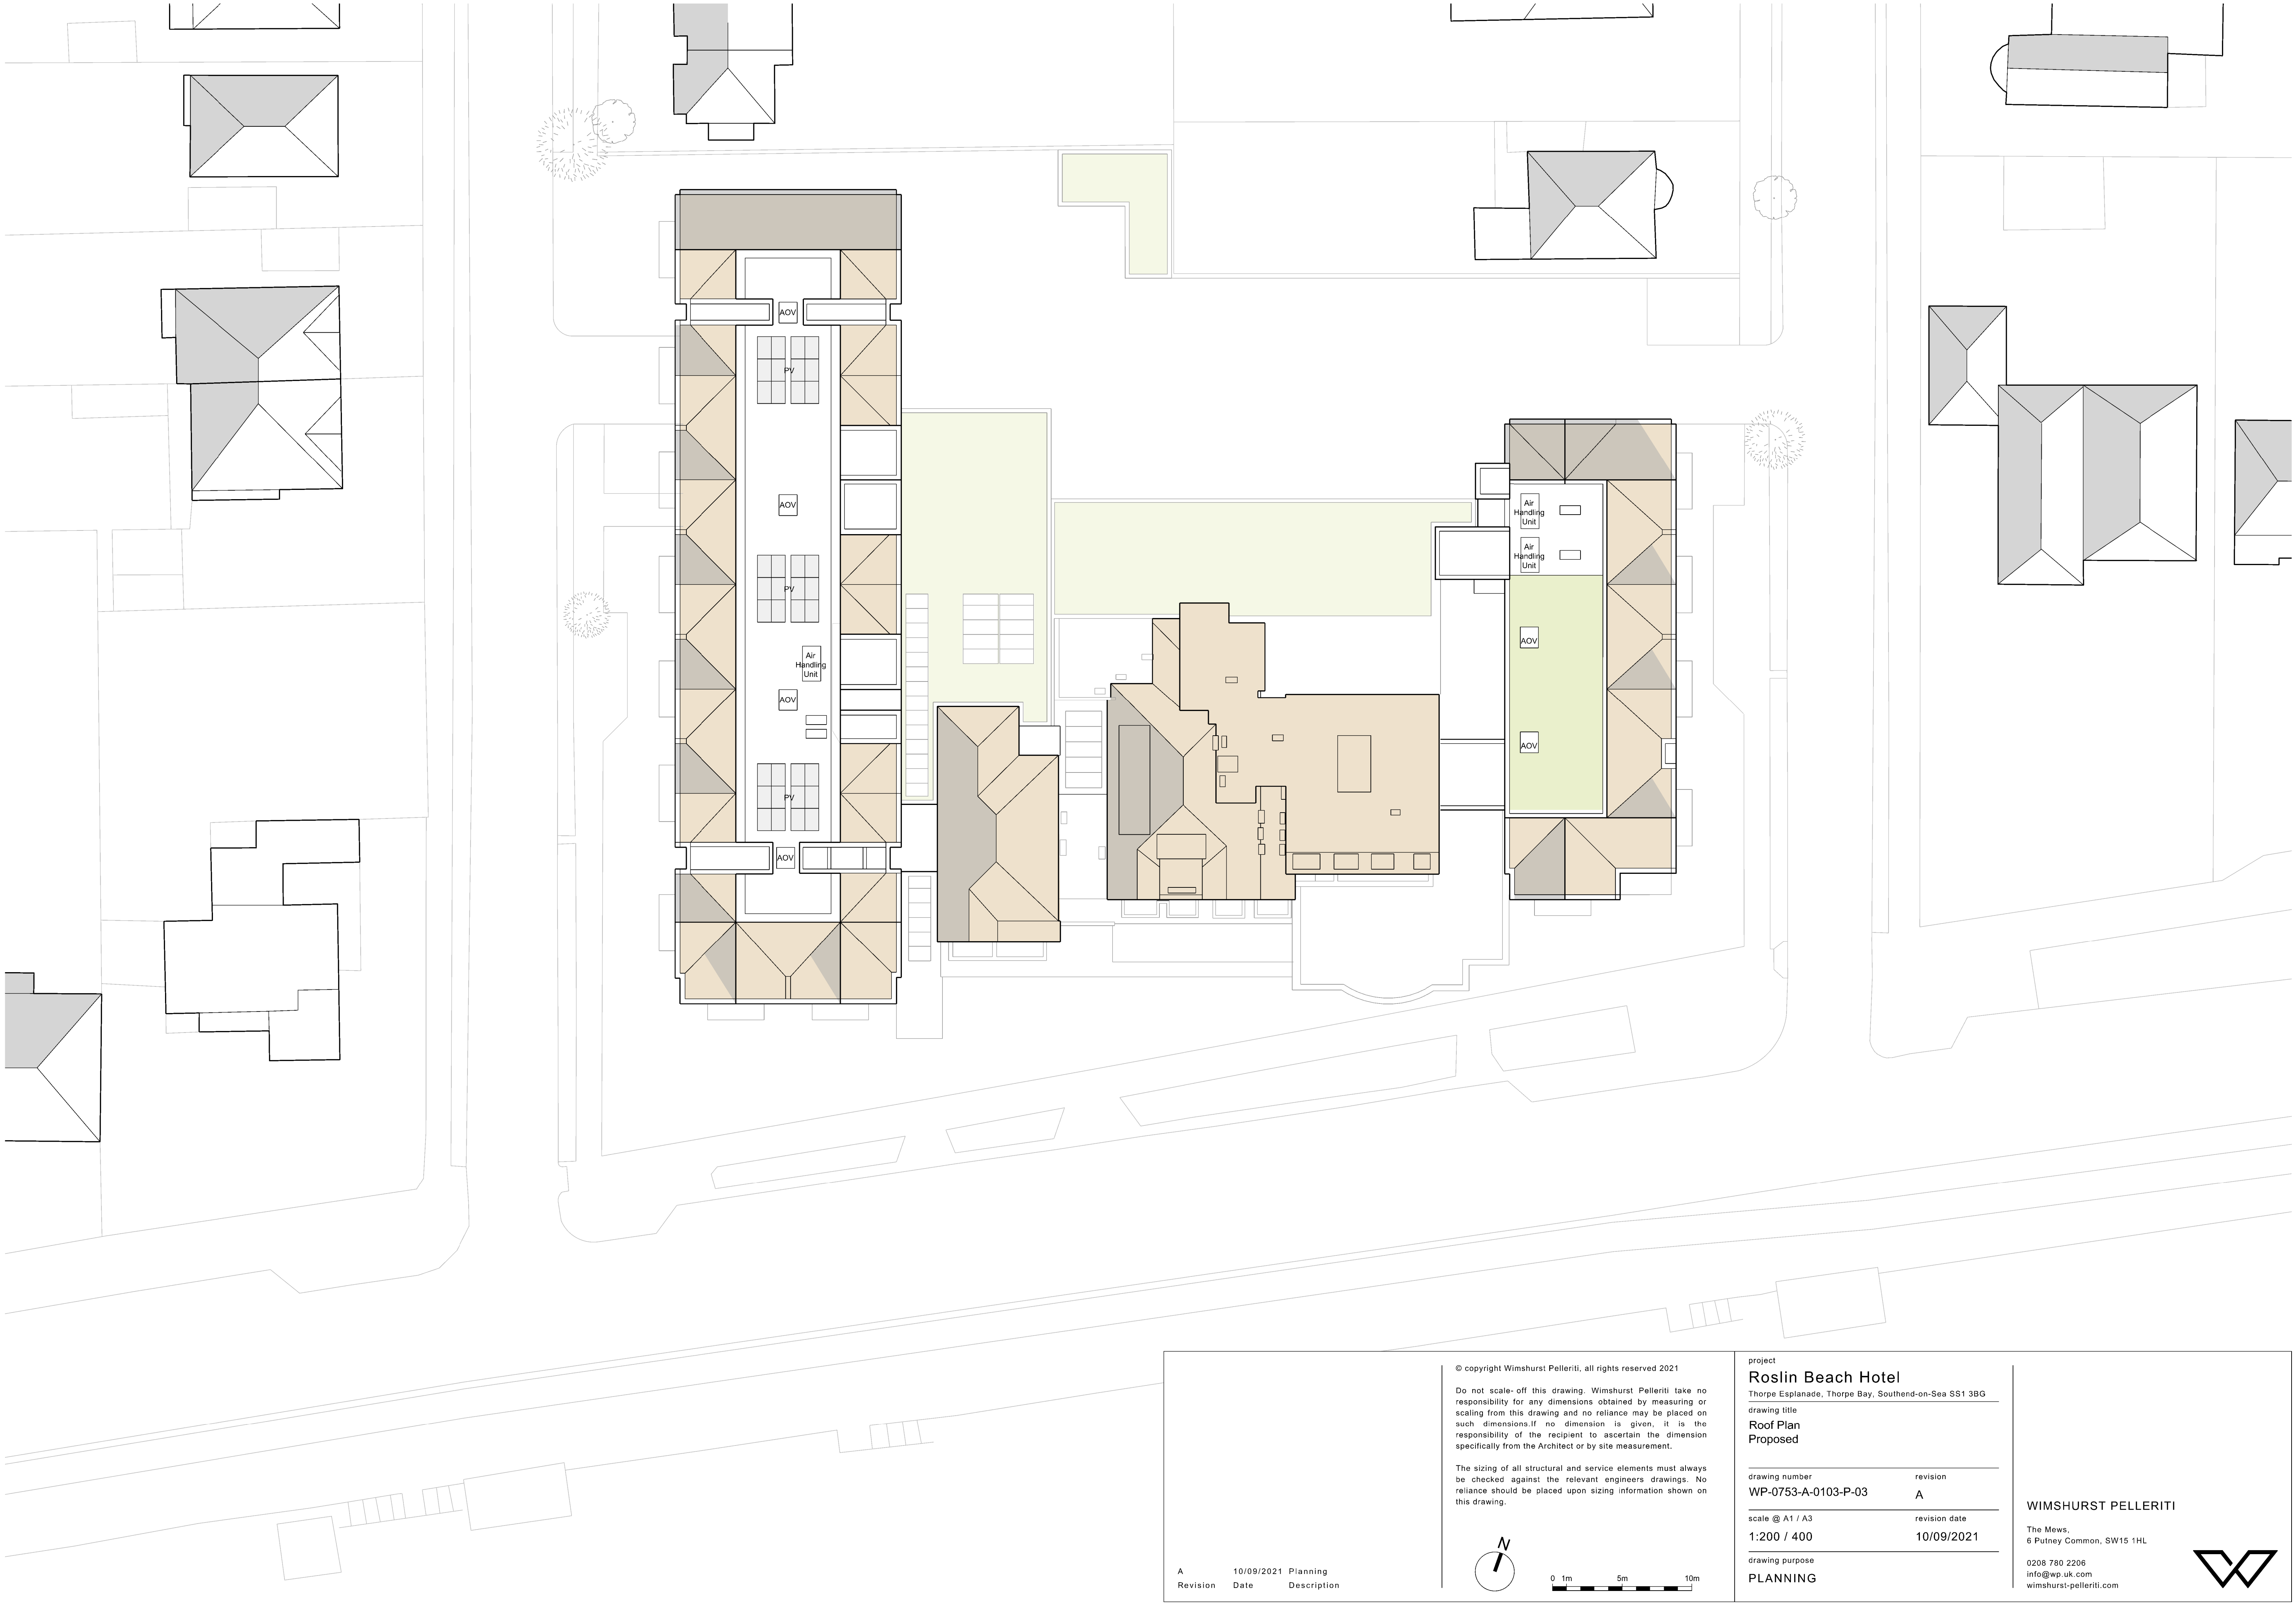 AOV
PV
AOV
PV
Air
Handling
Unit
AOV
PV
AOV
Air
Handling
Unit
Air
Handling
Unit
AOV
AOV
A 10/09/2021 Planning
Revision Date Description
© copyright Wimshurst Pelleriti, all rights reserved 2021
Do not scale- off this drawing. Wimshurst Pelleriti take no
responsibility for any dimensions obtained by measuring or
scaling from this drawing and no reliance may be placed on
such dimensions.If no dimension is given, it is the
responsibility of the recipient to ascertain the dimension
specifically from the Architect or by site measurement.
The sizing of all structural and service elements must always
be checked against the relevant engineers drawings. No
reliance should be placed upon sizing information shown on
this drawing.
N
0 1m 5m 10m
project
Roslin Beach Hotel
Thorpe Esplanade, Thorpe Bay, Southend-on-Sea SS1 3BG
drawing title
Roof Plan
Proposed
drawing number revision
WP-0753-A-0103-P-03 A
scale @ A1 / A3 revision date
1:200 / 400 10/09/2021
drawing purpose
PLANNING
WIMSHURST PELLERITI
The Mews,
6 Putney Common, SW15 1HL
0208 780 2206
info@wp.uk.com
wimshurst-pelleriti.com